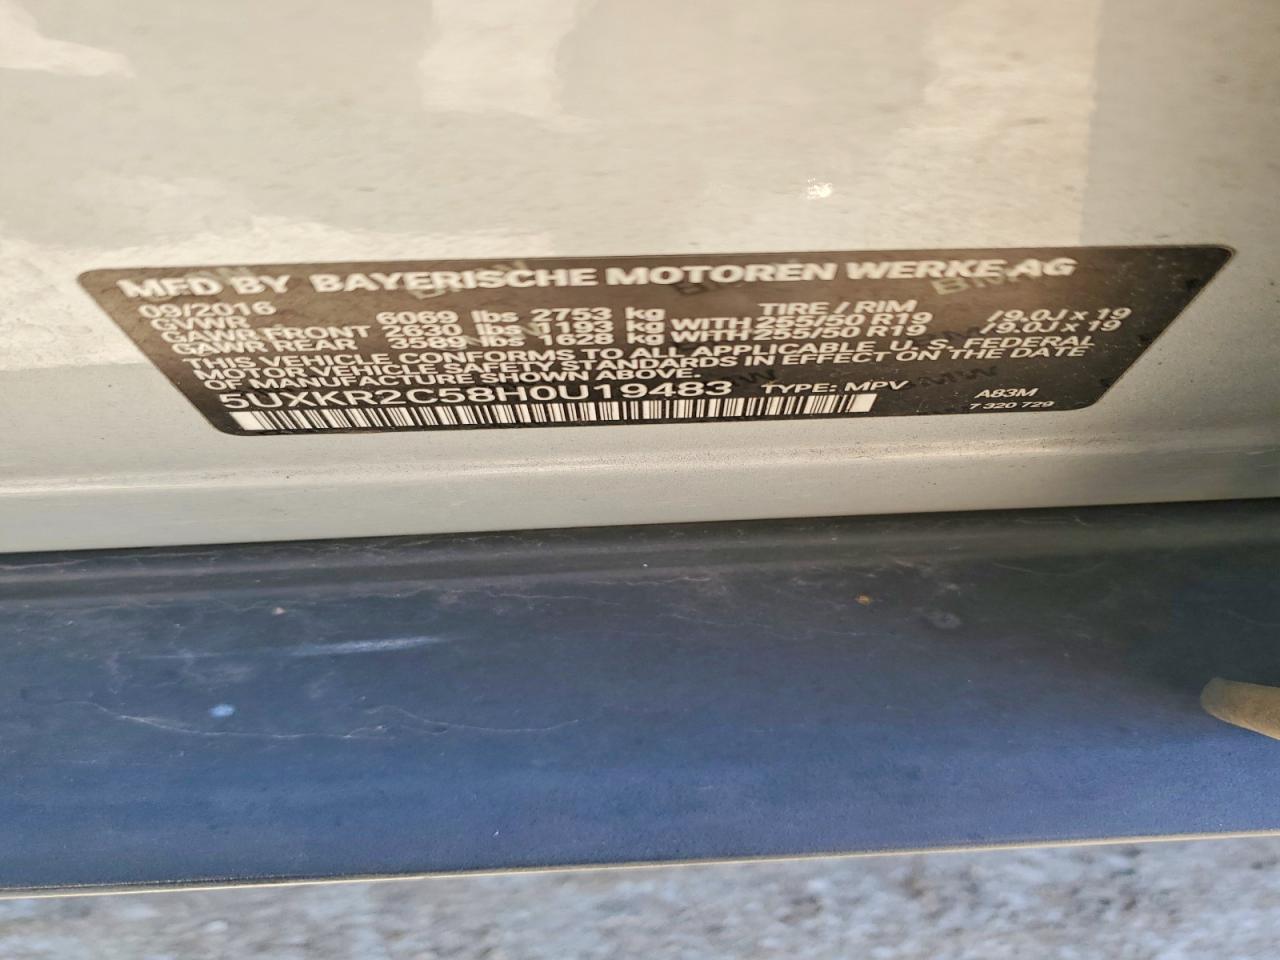 MFD BY BAYERISCHE MOTOREN WERKE AG
09/2016 TIRE / RIM
GVWR 6069 lbs 2753 kg
GAWR FRONT 2630 lbs 1193 kg WITH 255/50 R19 /9.0J x 19
GAWR REAR 3589 lbs 1628 kg WITH 255/50 R19 /9.0J x 19
THIS VEHICLE CONFORMS TO ALL APPLICABLE U.S. FEDERAL
MOTOR VEHICLE SAFETY STANDARDS IN EFFECT ON THE DATE
OF MANUFACTURE SHOWN ABOVE.
5UXKR2C58H0U19483 TYPE: MPV A83M
7 320 729